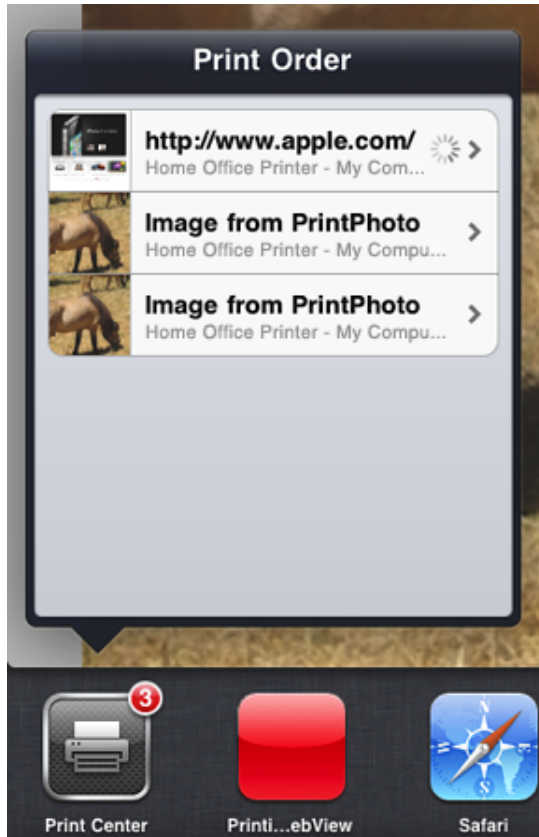 Print Order
http://www.apple.com/
Home Office Printer - My Com...
Image from PrintPhoto
Home Office Printer - My Compu...
Image from PrintPhoto
Home Office Printer - My Compu...
3
Print Center
Printi...ebView
Safari